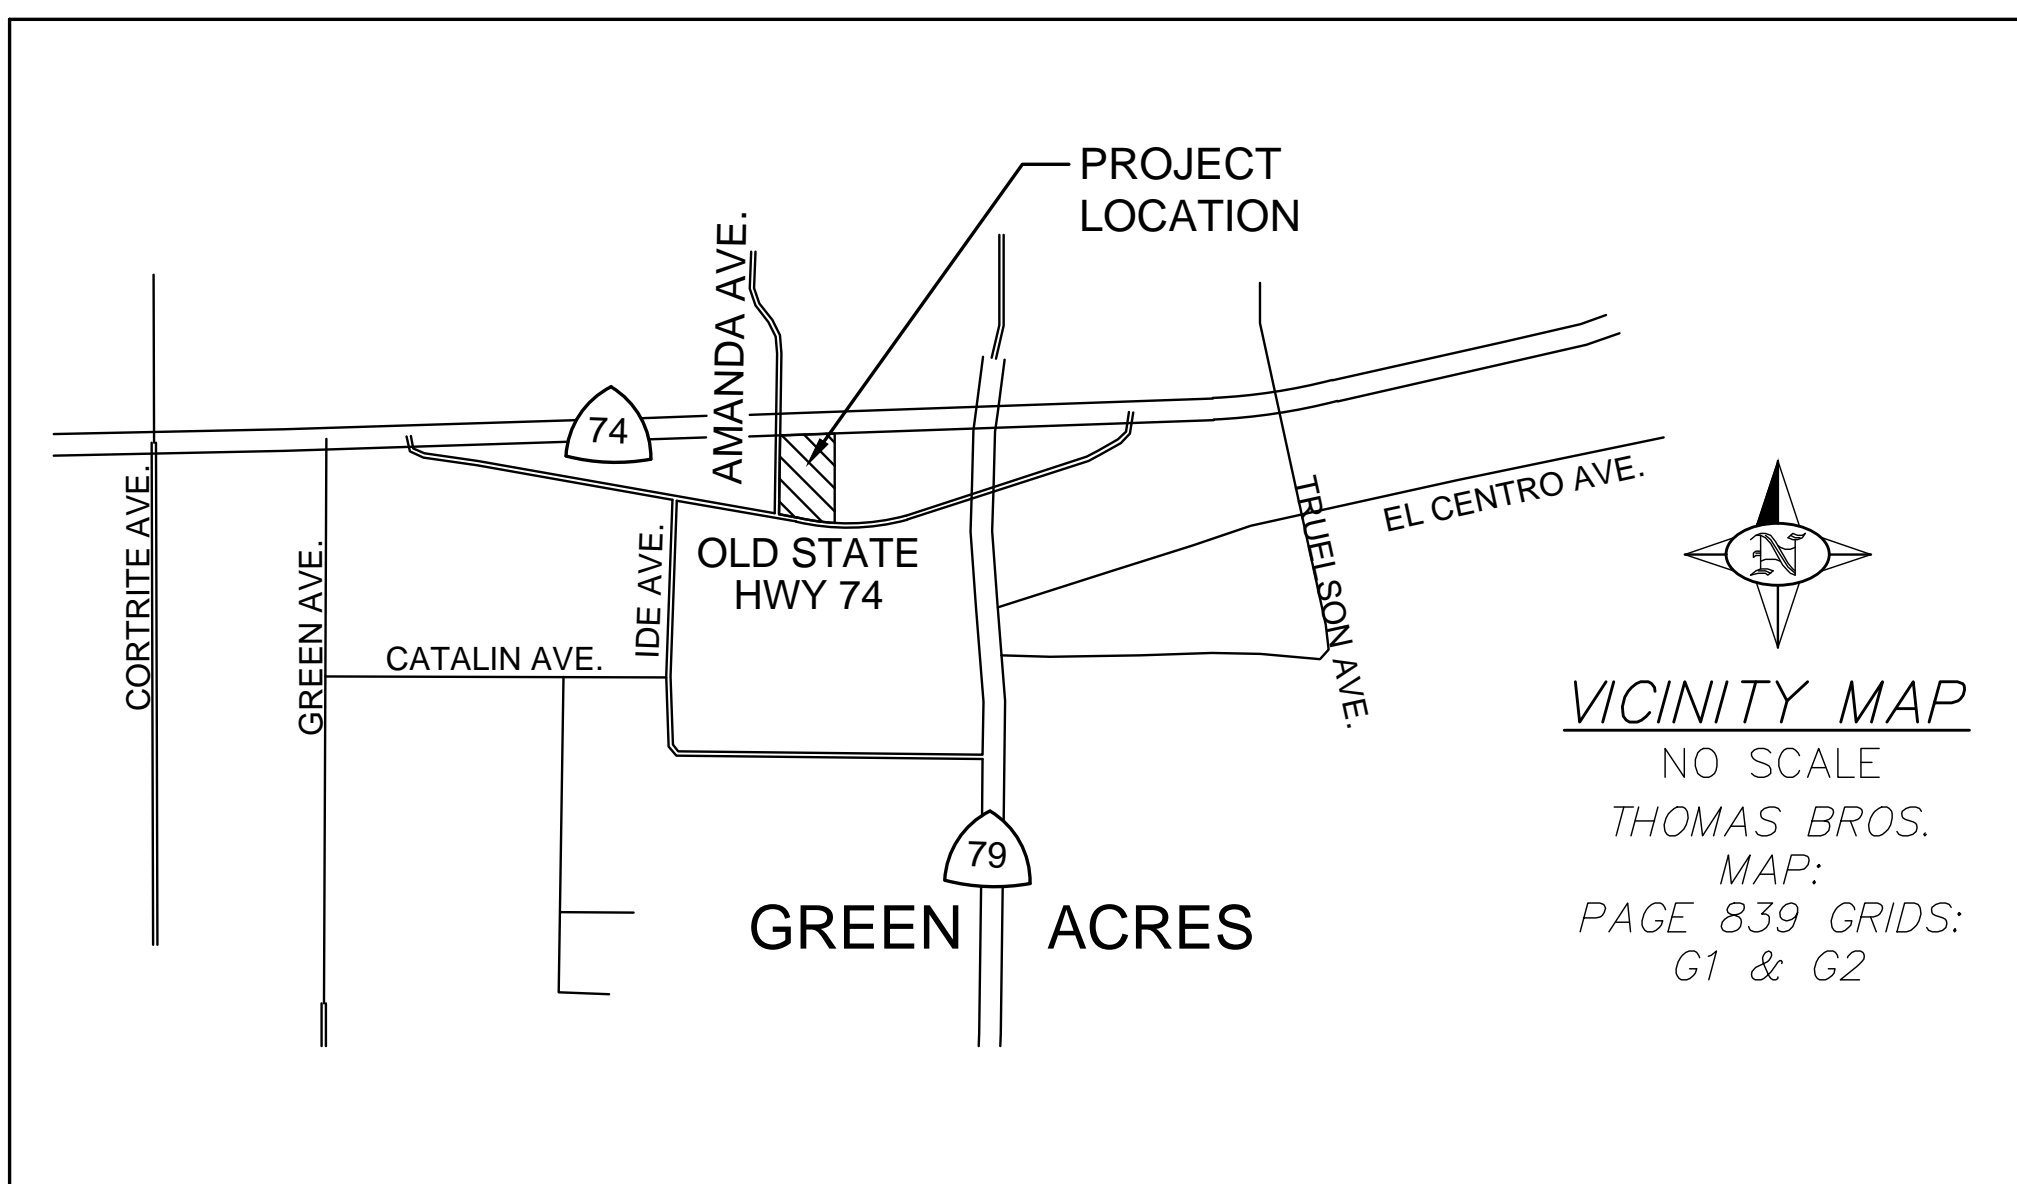 PROJECT
LOCATION
AMANDA AVE.
74
CORTRITE AVE.
GREEN AVE.
IDE AVE.
OLD STATE
HWY 74
CATALIN AVE.
TRUELSON AVE.
EL CENTRO AVE.
N
79
GREEN ACRES
VICINITY MAP
NO SCALE
THOMAS BROS.
MAP:
PAGE 839 GRIDS:
G1 & G2